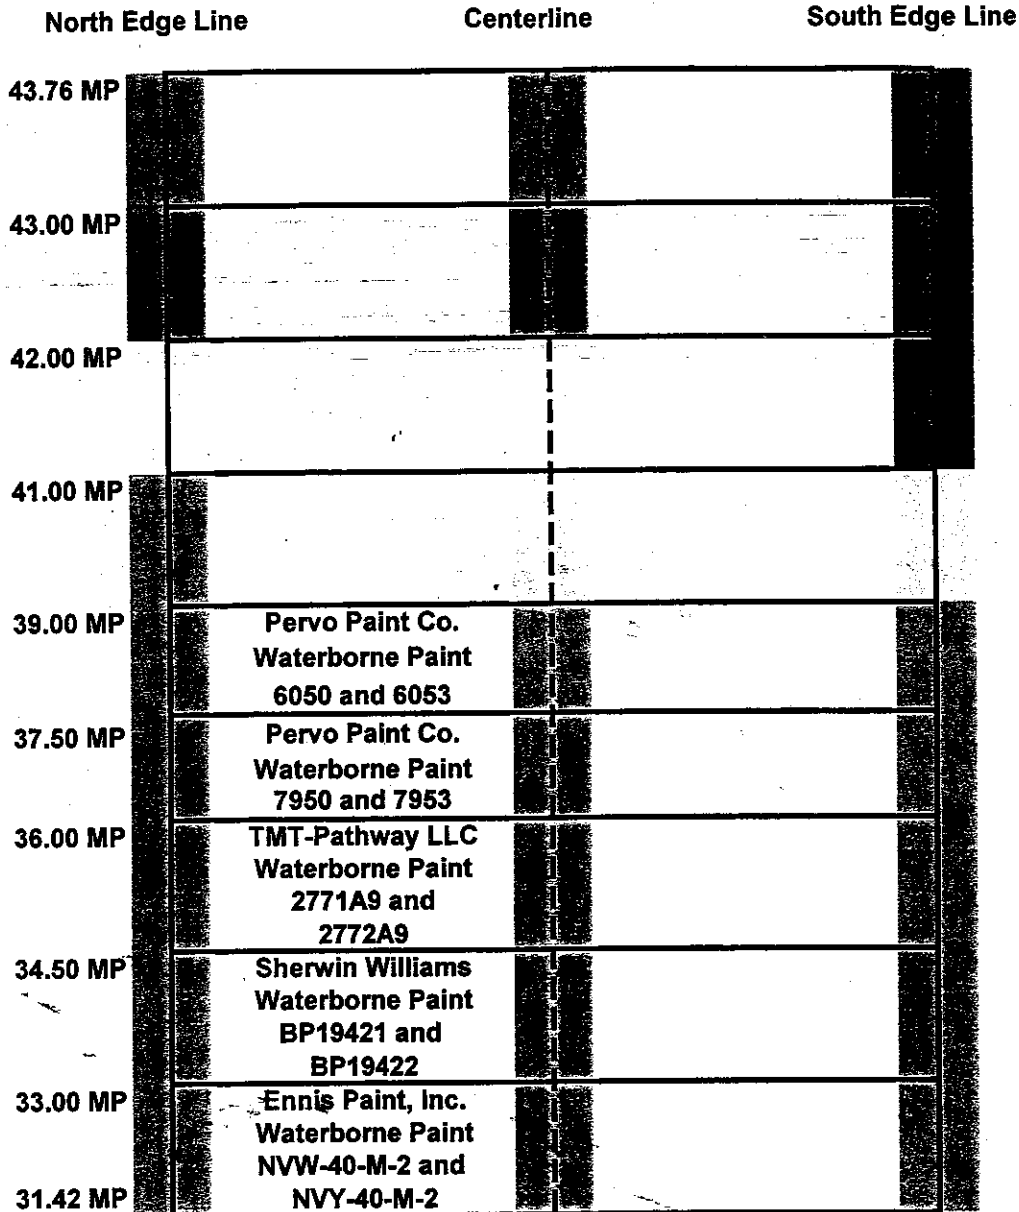 North Edge Line Centerline South Edge Line
43.76 MP
43.00 MP
42.00 MP
41.00 MP
39.00 MP
Pervo Paint Co.
Waterborne Paint
6050 and 6053
37.50 MP
Pervo Paint Co.
Waterborne Paint
7950 and 7953
36.00 MP
TMT-Pathway LLC
Waterborne Paint
2771A9 and
2772A9
34.50 MP
Sherwin Williams
Waterborne Paint
BP19421 and
BP19422
33.00 MP
Ennis Paint, Inc.
Waterborne Paint
NVW-40-M-2 and
31.42 MP NVY-40-M-2